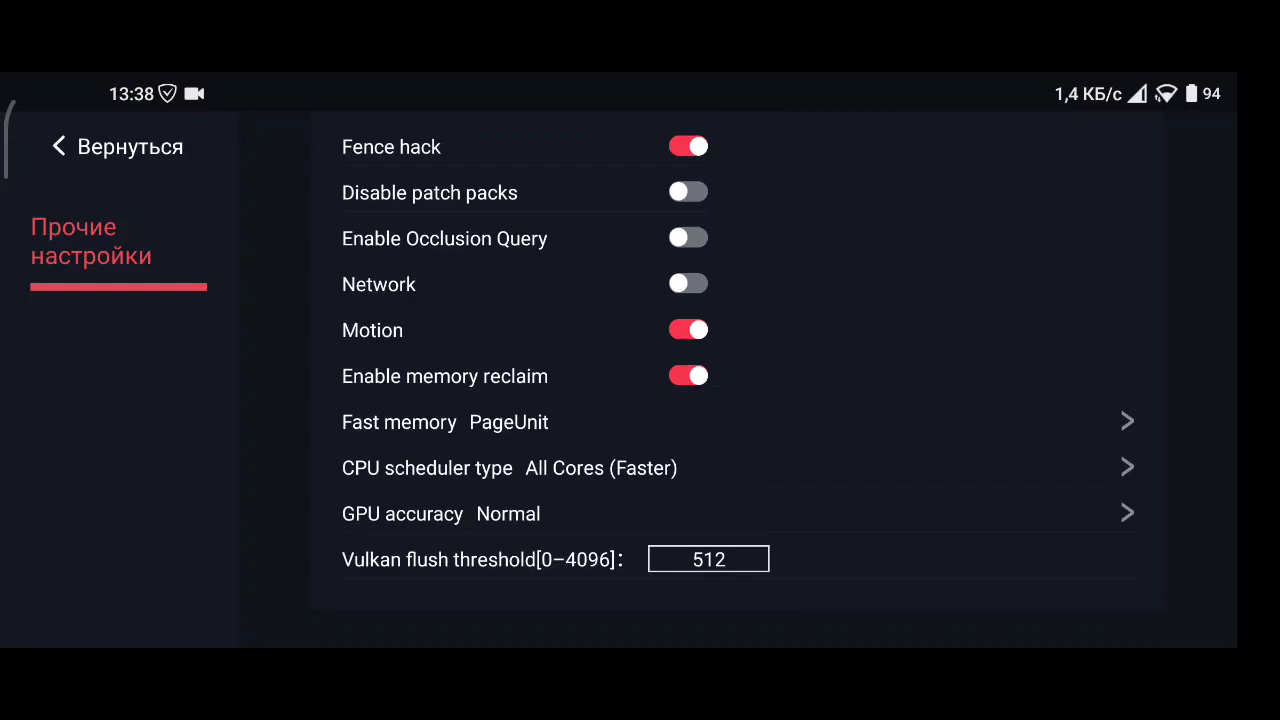 13:38
1,4 КБ/с 94
Вернуться
Прочие
настройки
Fence hack
Disable patch packs
Enable Occlusion Query
Network
Motion
Enable memory reclaim
Fast memory PageUnit
CPU scheduler type All Cores (Faster)
GPU accuracy Normal
Vulkan flush threshold[0–4096]: 512